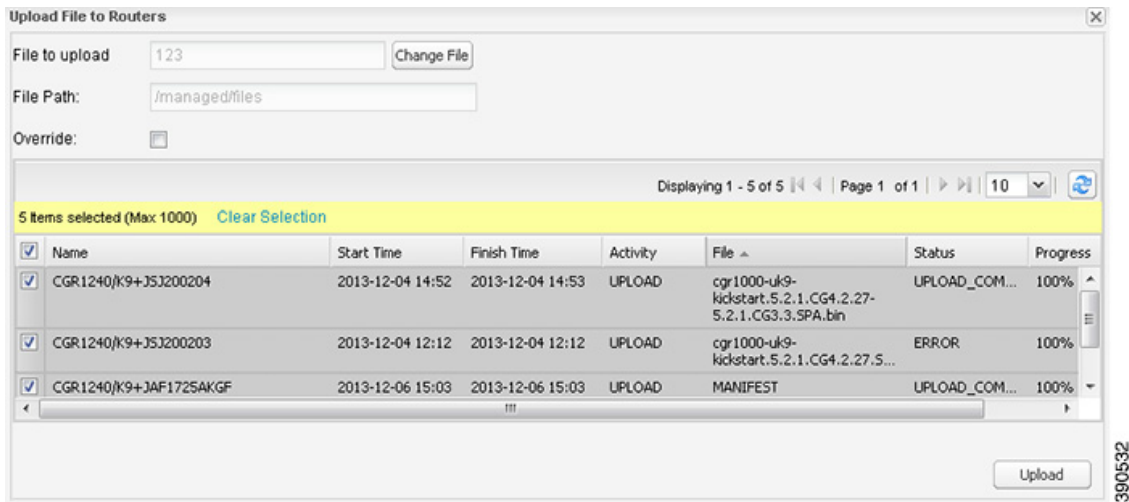 Upload File to Routers
File to upload 123 Change File
File Path: /managed/files
Override:
Displaying 1 - 5 of 5 Page 1 of 1 10
5 Items selected (Max 1000) Clear Selection
Name Start Time Finish Time Activity File Status Progress
CGR1240/K9+JSJ200204 2013-12-04 14:52 2013-12-04 14:53 UPLOAD cgr1000-uk9- UPLOAD_COM... 100%
kickstart.5.2.1.CG4.2.27-
5.2.1.CG3.3.SPA.bin
CGR1240/K9+JSJ200203 2013-12-04 12:12 2013-12-04 12:12 UPLOAD cgr1000-uk9- ERROR 100%
kickstart.5.2.1.CG4.2.27.S...
CGR1240/K9+JAF1725AKGF 2013-12-06 15:03 2013-12-06 15:03 UPLOAD MANIFEST UPLOAD_COM... 100%
Upload
390532